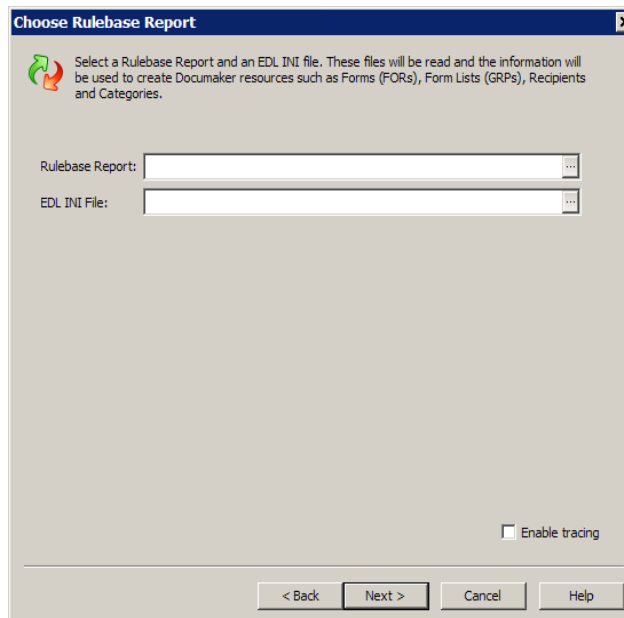 Choose Rulebase Report
Select a Rulebase Report and an EDL INI file. These files will be read and the information will
be used to create Documaker resources such as Forms (FORs), Form Lists (GRPs), Recipients
and Categories.
Rulebase Report:
...
EDL INI File:
...
Enable tracing
< Back
Next >
Cancel
Help